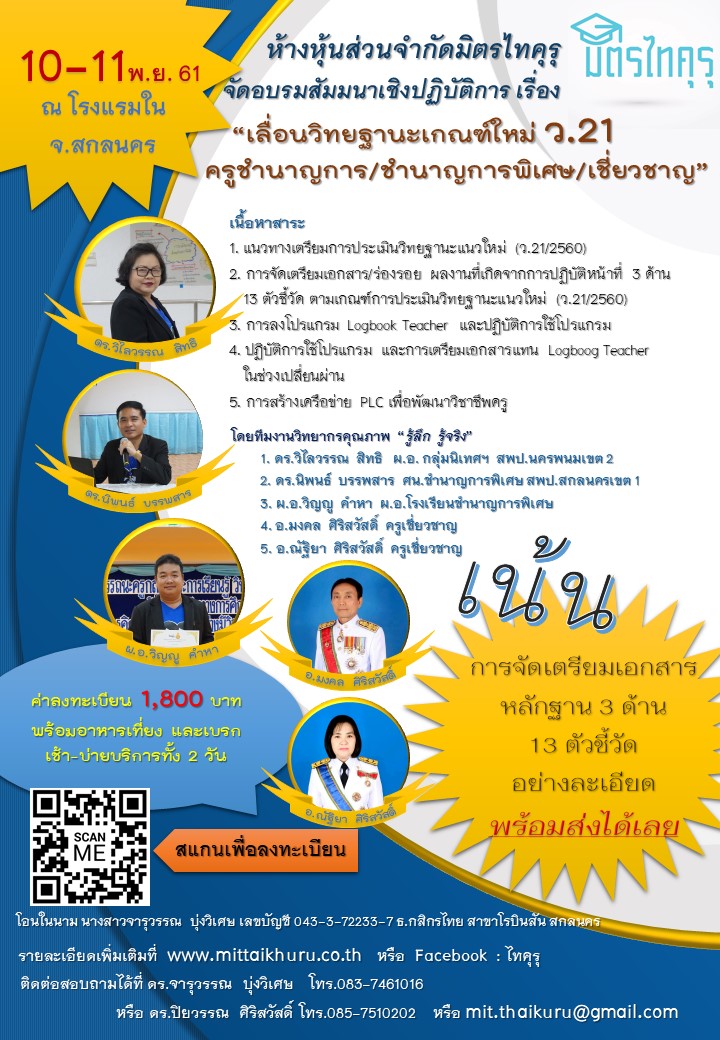 10-11พ.ย. 61
ณ โรงแรมใน
จ.สกลนคร
ห้างหุ้นส่วนจำกัดมิตรไทคุรุ
มิตรไทคุรุ
จัดอบรมสัมมนาเชิงปฏิบัติการ เรื่อง
“เลื่อนวิทยฐานะเกณฑ์ใหม่ ว.21
ครูชำนาญการ/ชำนาญการพิเศษ/เชี่ยวชาญ”
เนื้อหาสาระ
1. แนวทางเตรียมการประเมินวิทยฐานะแนวใหม่ (ว.21/2560)
2. การจัดเตรียมเอกสาร/ร่องรอย ผลงานที่เกิดจากการปฏิบัติหน้าที่ 3 ด้าน
13 ตัวชี้วัด ตามเกณฑ์การประเมินวิทยฐานะแนวใหม่ (ว.21/2560)
3. การลงโปรแกรม Logbook Teacher และปฏิบัติการใช้โปรแกรม
4. ปฏิบัติการใช้โปรแกรม และการเตรียมเอกสารแทน Logboog Teacher
ในช่วงเปลี่ยนผ่าน
5. การสร้างเครือข่าย PLC เพื่อพัฒนาวิชาชีพครู
โดยทีมงานวิทยากรคุณภาพ “รู้ลึก รู้จริง”
1. ดร.วิไลวรรณ สิทธิ ผ.อ. กลุ่มนิเทศฯ สพป.นครพนมเขต 2
2. ดร.นิพนธ์ บรรพสาร ศน.ชำนาญการพิเศษ สพป.สกลนครเขต 1
3. ผ.อ.วิญญู คำหา ผ.อ.โรงเรียนชำนาญการพิเศษ
4. อ.มงคล ศิริสวัสดิ์ ครูเชี่ยวชาญ
5. อ.ณัฐิยา ศิริสวัสดิ์ ครูเชี่ยวชาญ
ดร.วิไลวรรณ สิทธิ
ดร.นิพนธ์ บรรพสาร
ผ.อ.วิญญู คำหา
อ.มงคล ศิริสวัสดิ์
อ.ณัฐิยา ศิริสวัสดิ์
เน้น
การจัดเตรียมเอกสาร
หลักฐาน 3 ด้าน
13 ตัวชี้วัด
อย่างละเอียด
พร้อมส่งได้เลย
ค่าลงทะเบียน 1,800 บาท
พร้อมอาหารเที่ยง และเบรก
เช้า-บ่ายบริการทั้ง 2 วัน
SCAN
ME
สแกนเพื่อลงทะเบียน
โอนในนาม นางสาวจารุวรรณ บุ่งวิเศษ เลขบัญชี 043-3-72233-7 ธ.กสิกรไทย สาขาโรบินสัน สกลนคร
รายละเอียดเพิ่มเติมที่ www.mittaikhuru.co.th หรือ Facebook : ไทคุรุ
ติดต่อสอบถามได้ที่ ดร.จารุวรรณ บุ่งวิเศษ โทร.083-7461016
หรือ ดร.ปิยวรรณ ศิริสวัสดิ์ โทร.085-7510202 หรือ mit.thaikuru@gmail.com